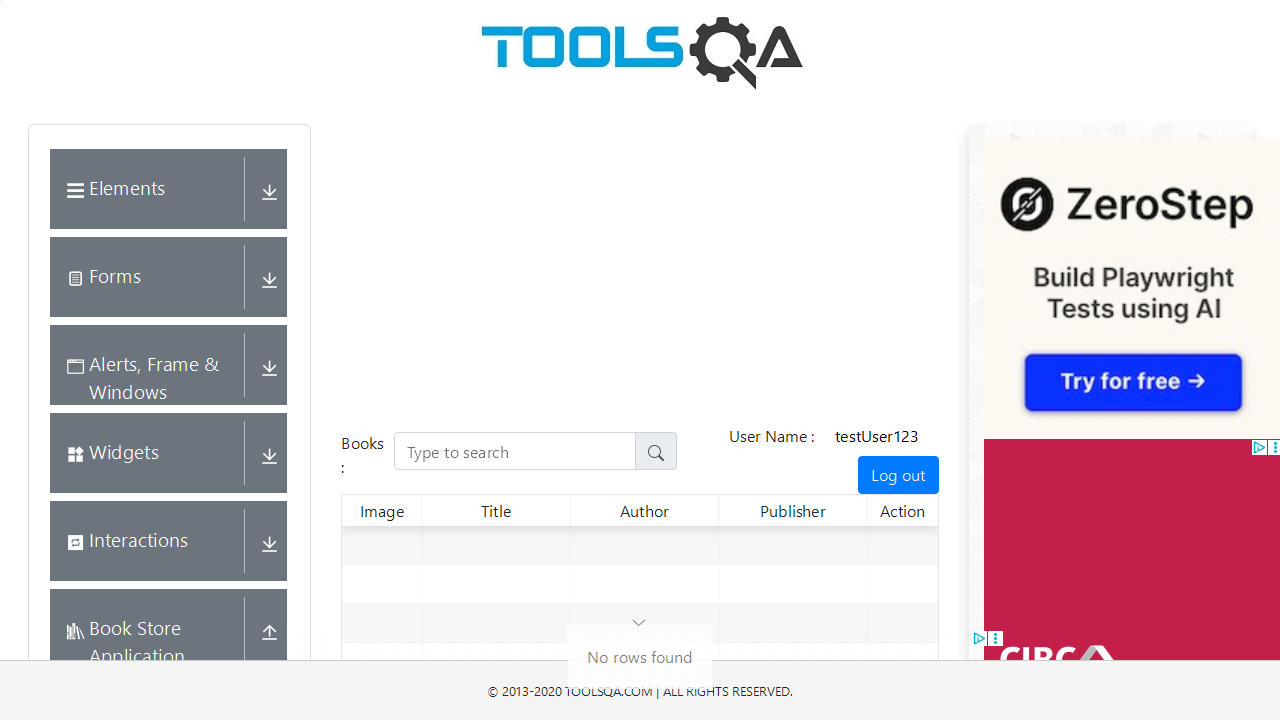 TOOLSQA
Elements
Forms
Alerts, Frame &
Windows
Widgets
Interactions
Book Store
Application
Books
:
Type to search
User Name :
testUser123
Log out
Image
Title
Author
Publisher
Action
No rows found
ZeroStep
Build Playwright
Tests using AI
Try for free →
© 2013-2020 TOOLSQA.COM | ALL RIGHTS RESERVED.